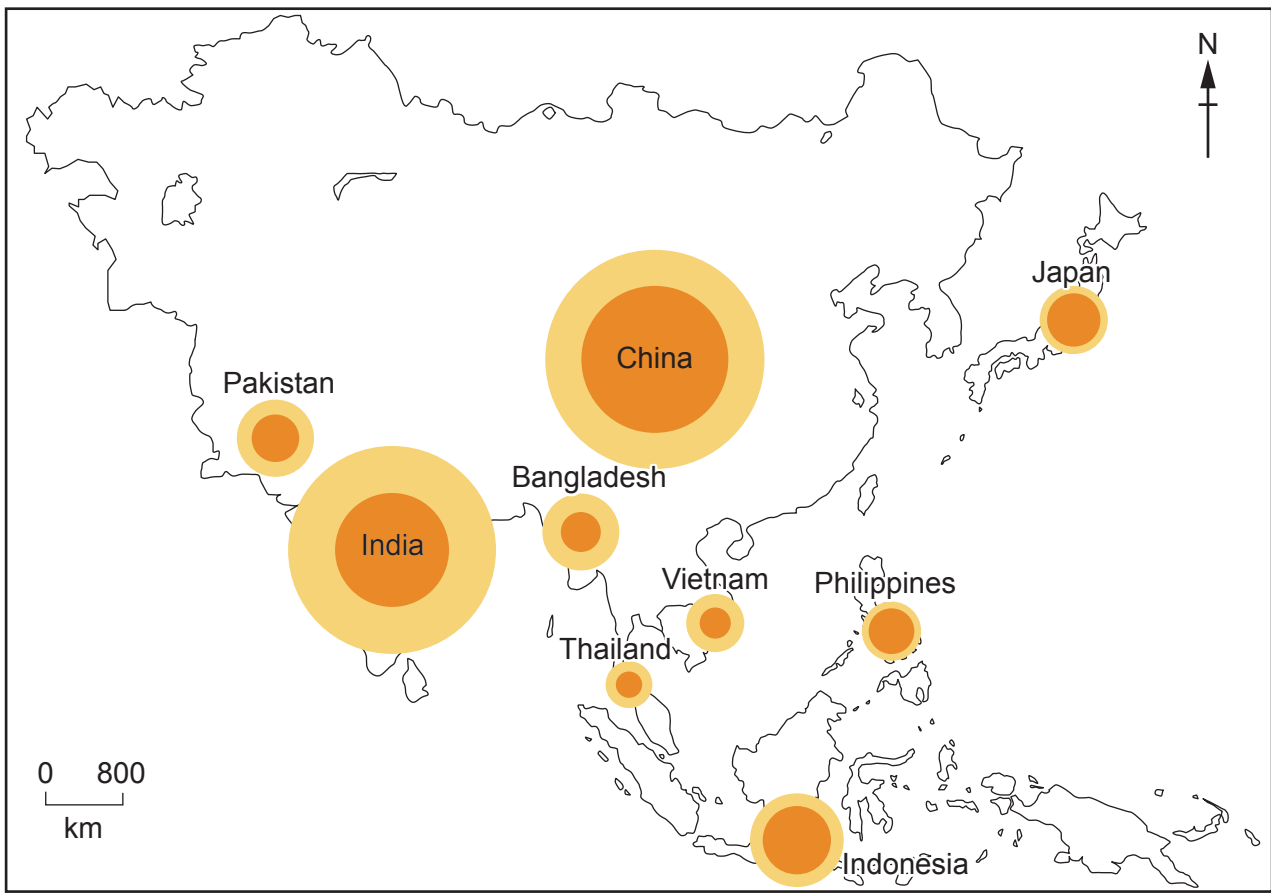 N
Japan
China
Pakistan
Bangladesh
India
Vietnam
Philippines
Thailand
0 800
km
Indonesia